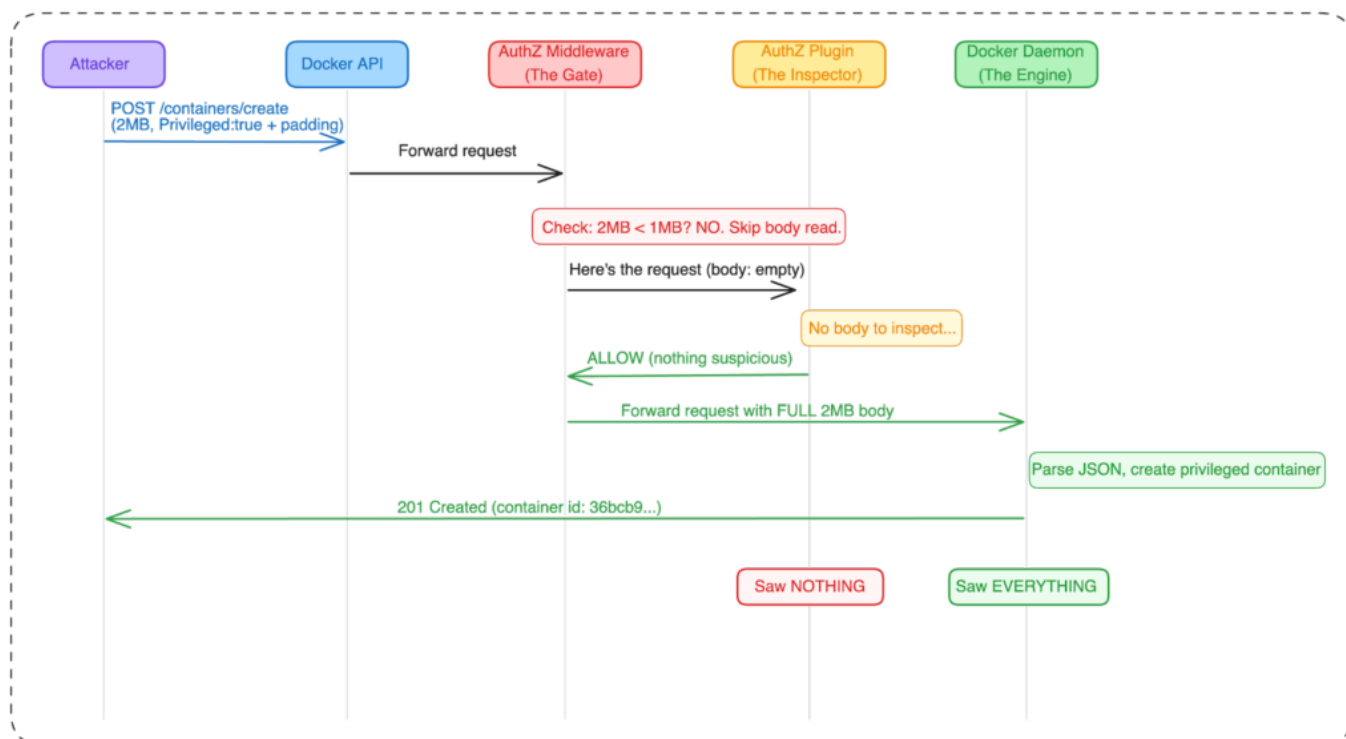 Attacker
Docker API
AuthZ Middleware
(The Gate)
AuthZ Plugin
(The Inspector)
Docker Daemon
(The Engine)
POST /containers/create
(2MB, Privileged:true + padding)
Forward request
Check: 2MB < 1MB? NO. Skip body read.
Here's the request (body: empty)
No body to inspect...
ALLOW (nothing suspicious)
Forward request with FULL 2MB body
Parse JSON, create privileged container
201 Created (container id: 36bcb9...)
Saw NOTHING
Saw EVERYTHING